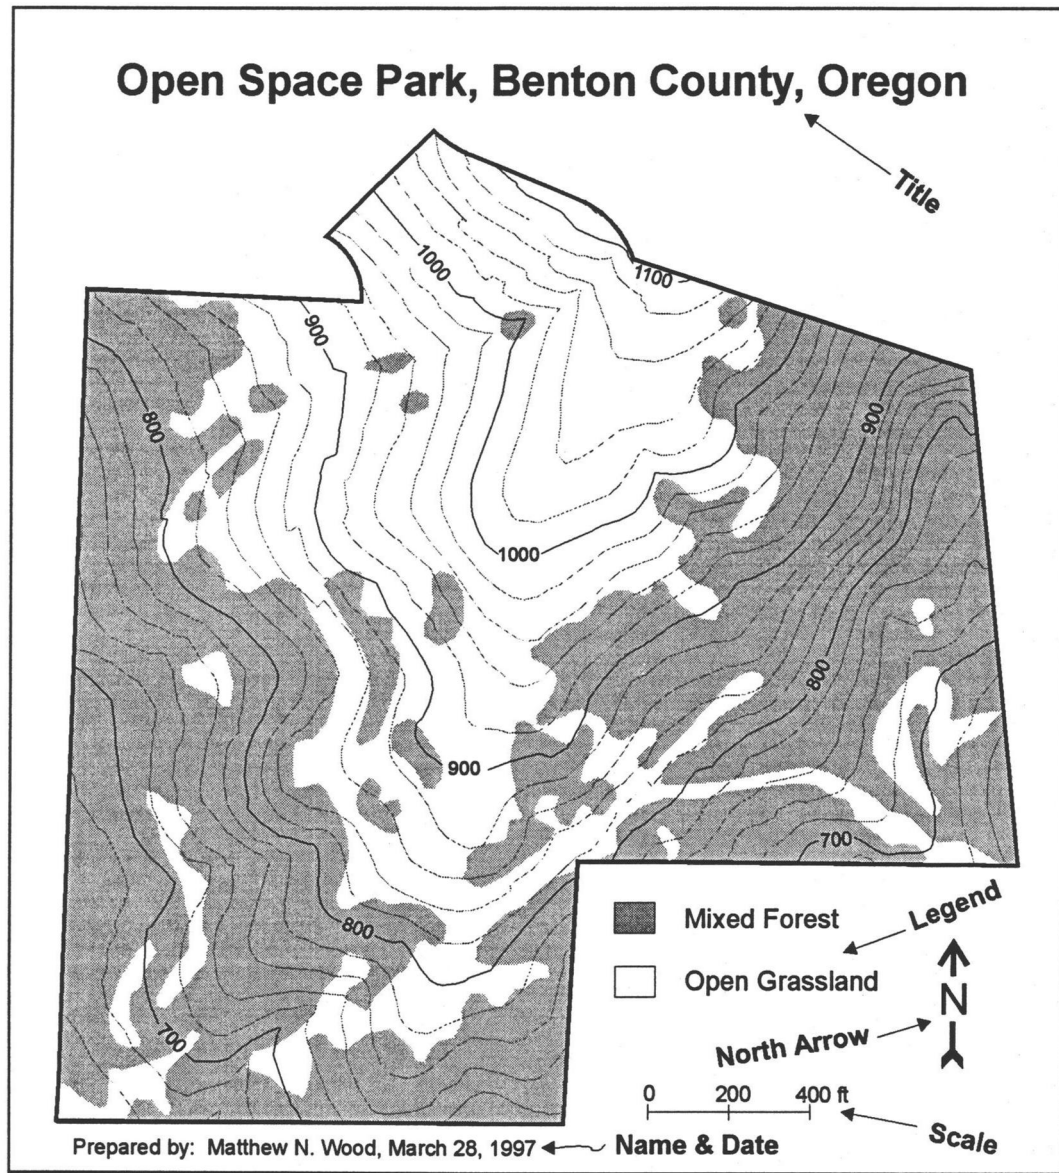 Open Space Park, Benton County, Oregon
Title
1000
1100
900
800
900
1000
800
900
700
800
Mixed Forest
Legend
Open Grassland
N
700
North Arrow
0 200 400 ft
Scale
Prepared by: Matthew N. Wood, March 28, 1997
Name & Date